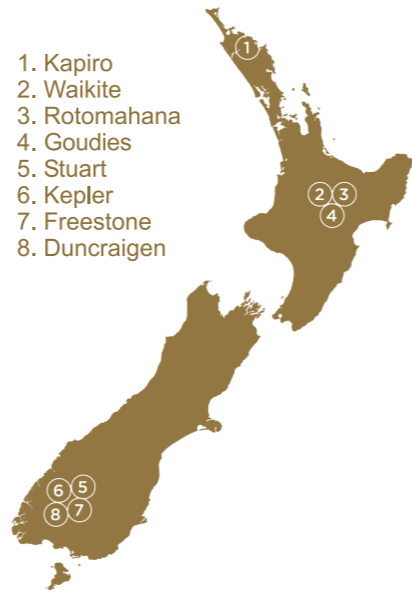 1. Kapiro
2. Waikite
3. Rotomahana
4. Goudies
5. Stuart
6. Kepler
7. Freestone
8. Duncraigen
1
2 3
4
6 5
8 7